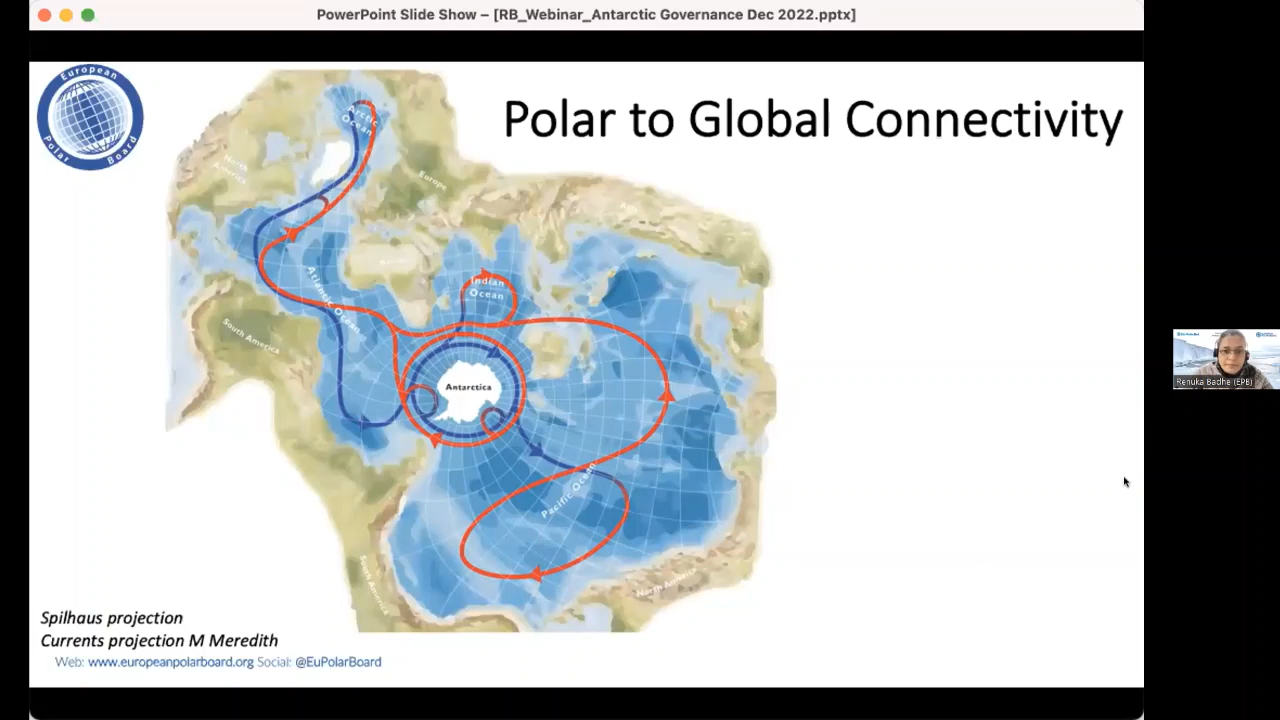 PowerPoint Slide Show – [RB_Webinar_Antarctic Governance Dec 2022.pptx]
European
Polar Board
Polar to Global Connectivity
Arctic
Ocean
North
America
Europe
Asia
Atlantic Ocean
Indian
Ocean
South America
Antarctica
Pacific Ocean
South America
North America
Renuka Badhe (EPB)
Spilhaus projection
Currents projection M Meredith
Web: www.europeanpolarboard.org Social: @EuPolarBoard